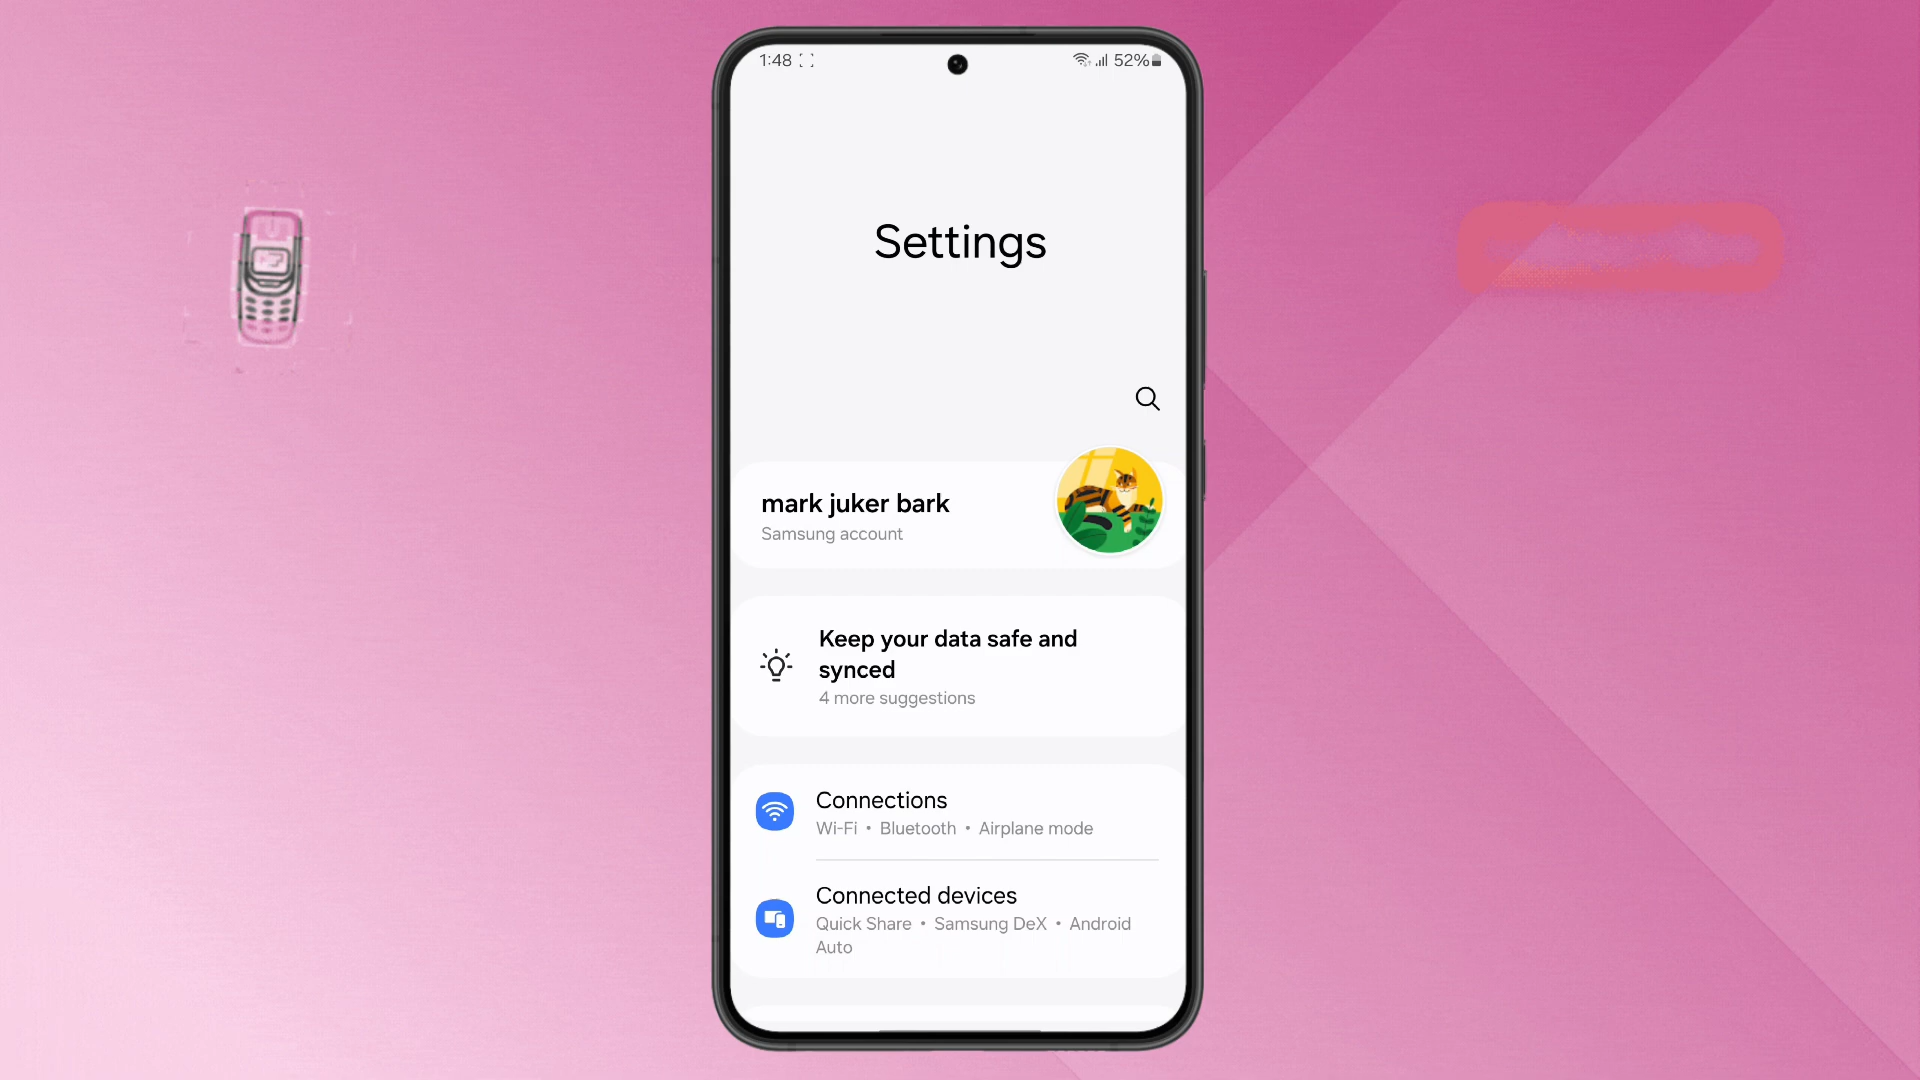 1:48 52%
Settings
mark juker bark
Samsung account
Keep your data safe and
synced
4 more suggestions
Connections
Wi-Fi • Bluetooth • Airplane mode
Connected devices
Quick Share • Samsung DeX • Android
Auto